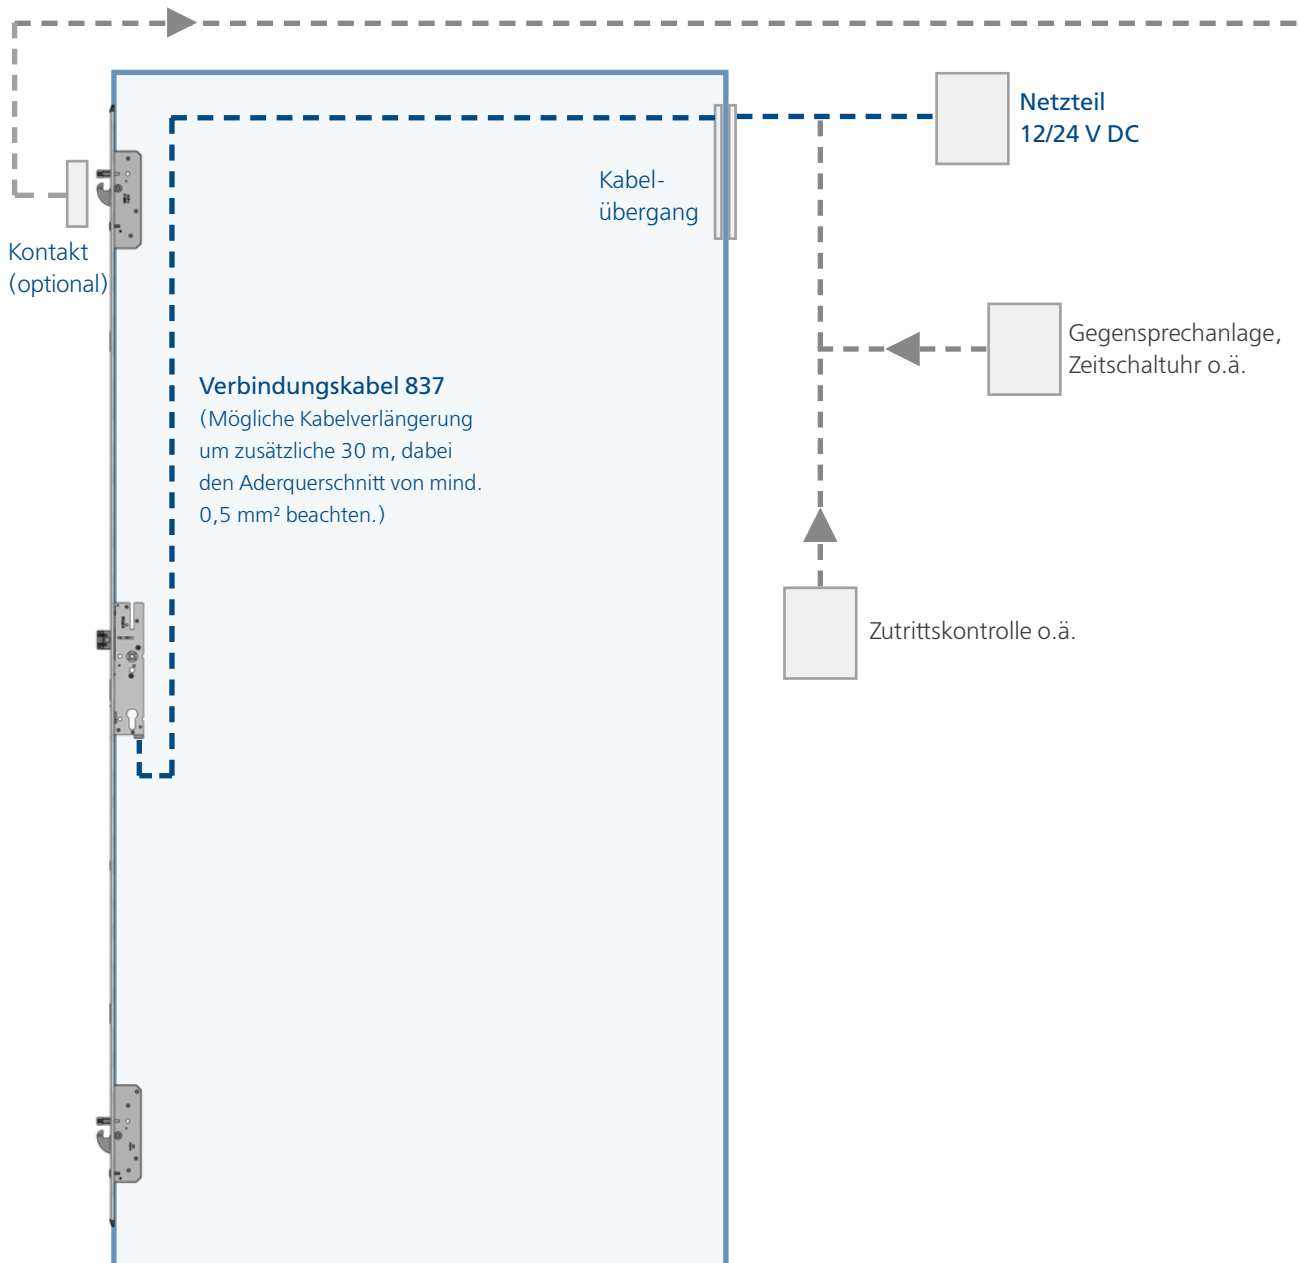 Netzteil
12/24 V DC
Kabel-
übergang
Kontakt
(optional)
Gegensprechanlage,
Zeitschaltuhr o.ä.
Verbindungskabel 837
(Mögliche Kabelverlängerung
um zusätzliche 30 m, dabei
den Aderquerschnitt von mind.
0,5 mm² beachten.)
Zutrittskontrolle o.ä.